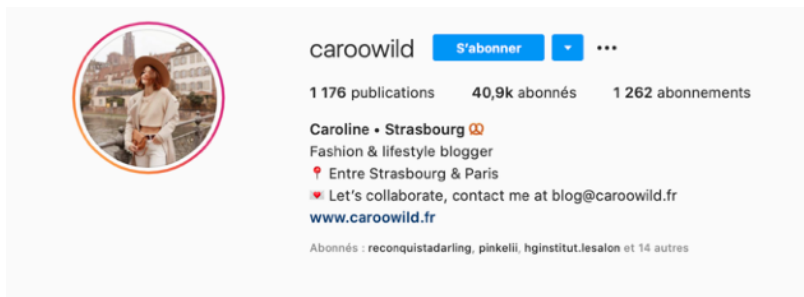 caroowild S'abonner
1 176 publications 40,9k abonnés 1 262 abonnements
Caroline • Strasbourg 🥨
Fashion & lifestyle blogger
📍 Entre Strasbourg & Paris
💌 Let's collaborate, contact me at blog@caroowild.fr
www.caroowild.fr
Abonnés : reconquistadarling, pinkelii, hginstitut.lesalon et 14 autres